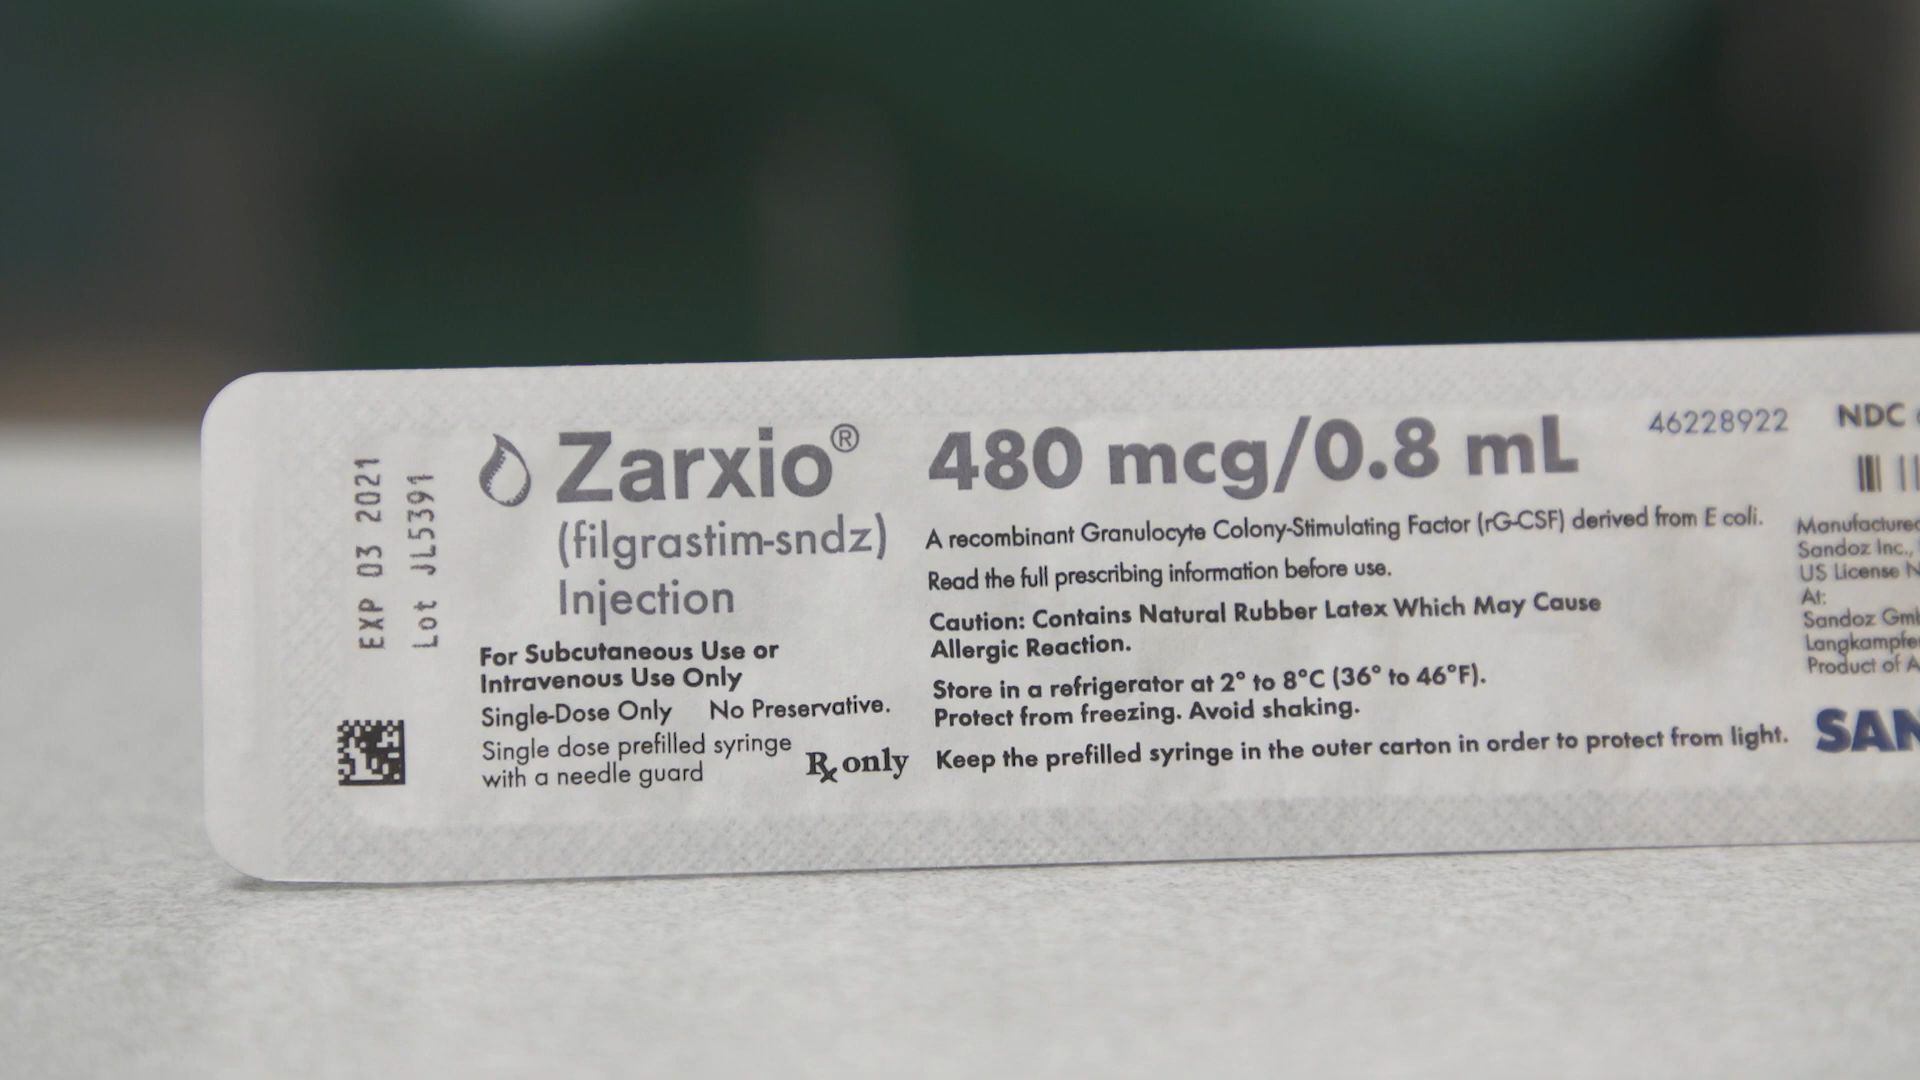 EXP 03 2021
Lot JL5391
Zarxio®
(filgrastim-sndz)
Injection
For Subcutaneous Use or
Intravenous Use Only
Single-Dose Only No Preservative.
Single dose prefilled syringe
with a needle guard
Rx only
480 mcg/0.8 mL
A recombinant Granulocyte Colony-Stimulating Factor (rG-CSF) derived from E coli.
Read the full prescribing information before use.
Caution: Contains Natural Rubber Latex Which May Cause
Allergic Reaction.
Store in a refrigerator at 2° to 8°C (36° to 46°F).
Protect from freezing. Avoid shaking.
Keep the prefilled syringe in the outer carton in order to protect from light.
46228922
NDC
Manufactured
Sandoz Inc.,
US License
At:
Sandoz
Product of